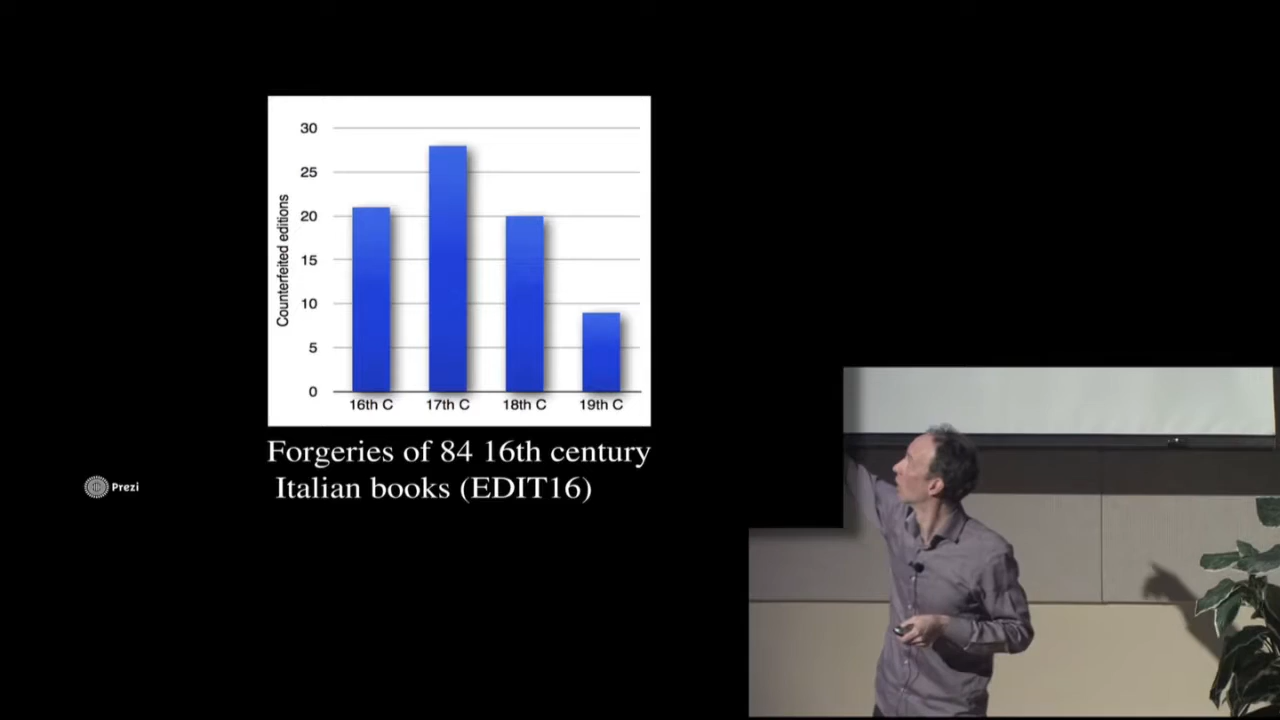 30
25
20
15
10
5
0
Counterfeited editions
16th C 17th C 18th C 19th C
Forgeries of 84 16th century
Italian books (EDIT16)
Prezi